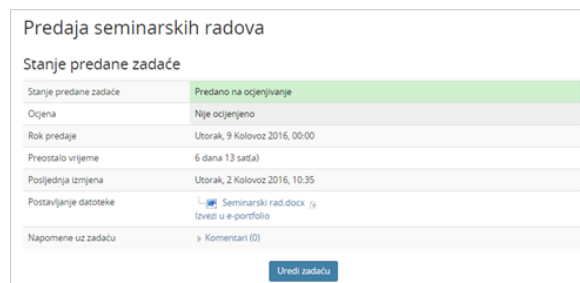 Predaja seminarskih radova
Stanje predane zadaće
Stanje predane zadaće Predano na ocjenjivanje
Ocjena Nije ocijenjeno
Rok predaje Utorak, 9 Kolovoz 2016, 00:00
Preostalo vrijeme 6 dana 13 sat(a)
Posljednja izmjena Utorak, 2 Kolovoz 2016, 10:35
Postavljanje datoteke Seminarski rad.docx
Izvezi u e-portfolio
Napomene uz zadaću Komentari (0)
Uredi zadaću